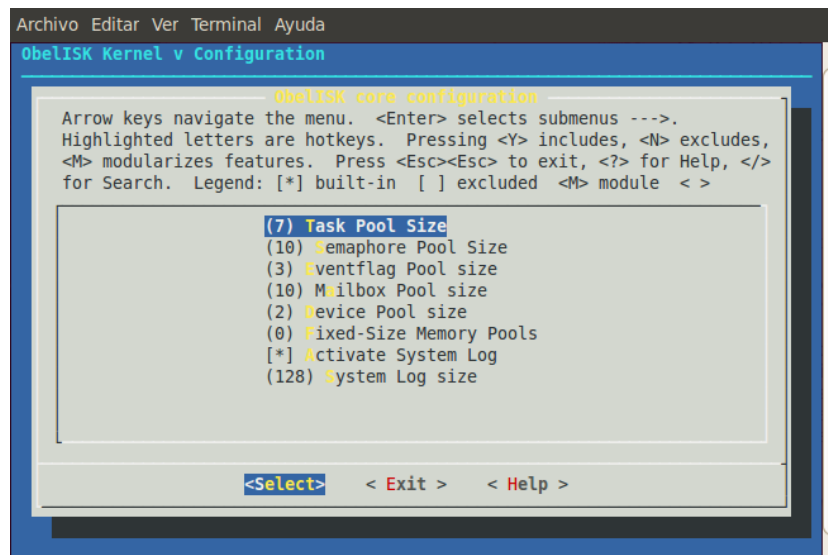 Archivo Editar Ver Terminal Ayuda
ObelISK Kernel v Configuration
ObelISK core configuration
Arrow keys navigate the menu. <Enter> selects submenus --->.
Highlighted letters are hotkeys. Pressing <Y> includes, <N> excludes,
<M> modularizes features. Press <Esc><Esc> to exit, <?> for Help, </>
for Search. Legend: [*] built-in [ ] excluded <M> module < >
(7) Task Pool Size
(10) Semaphore Pool Size
(3) Eventflag Pool size
(10) Mailbox Pool size
(2) Device Pool size
(0) Fixed-Size Memory Pools
[*] Activate System Log
(128) System Log size
<Select> < Exit > < Help >